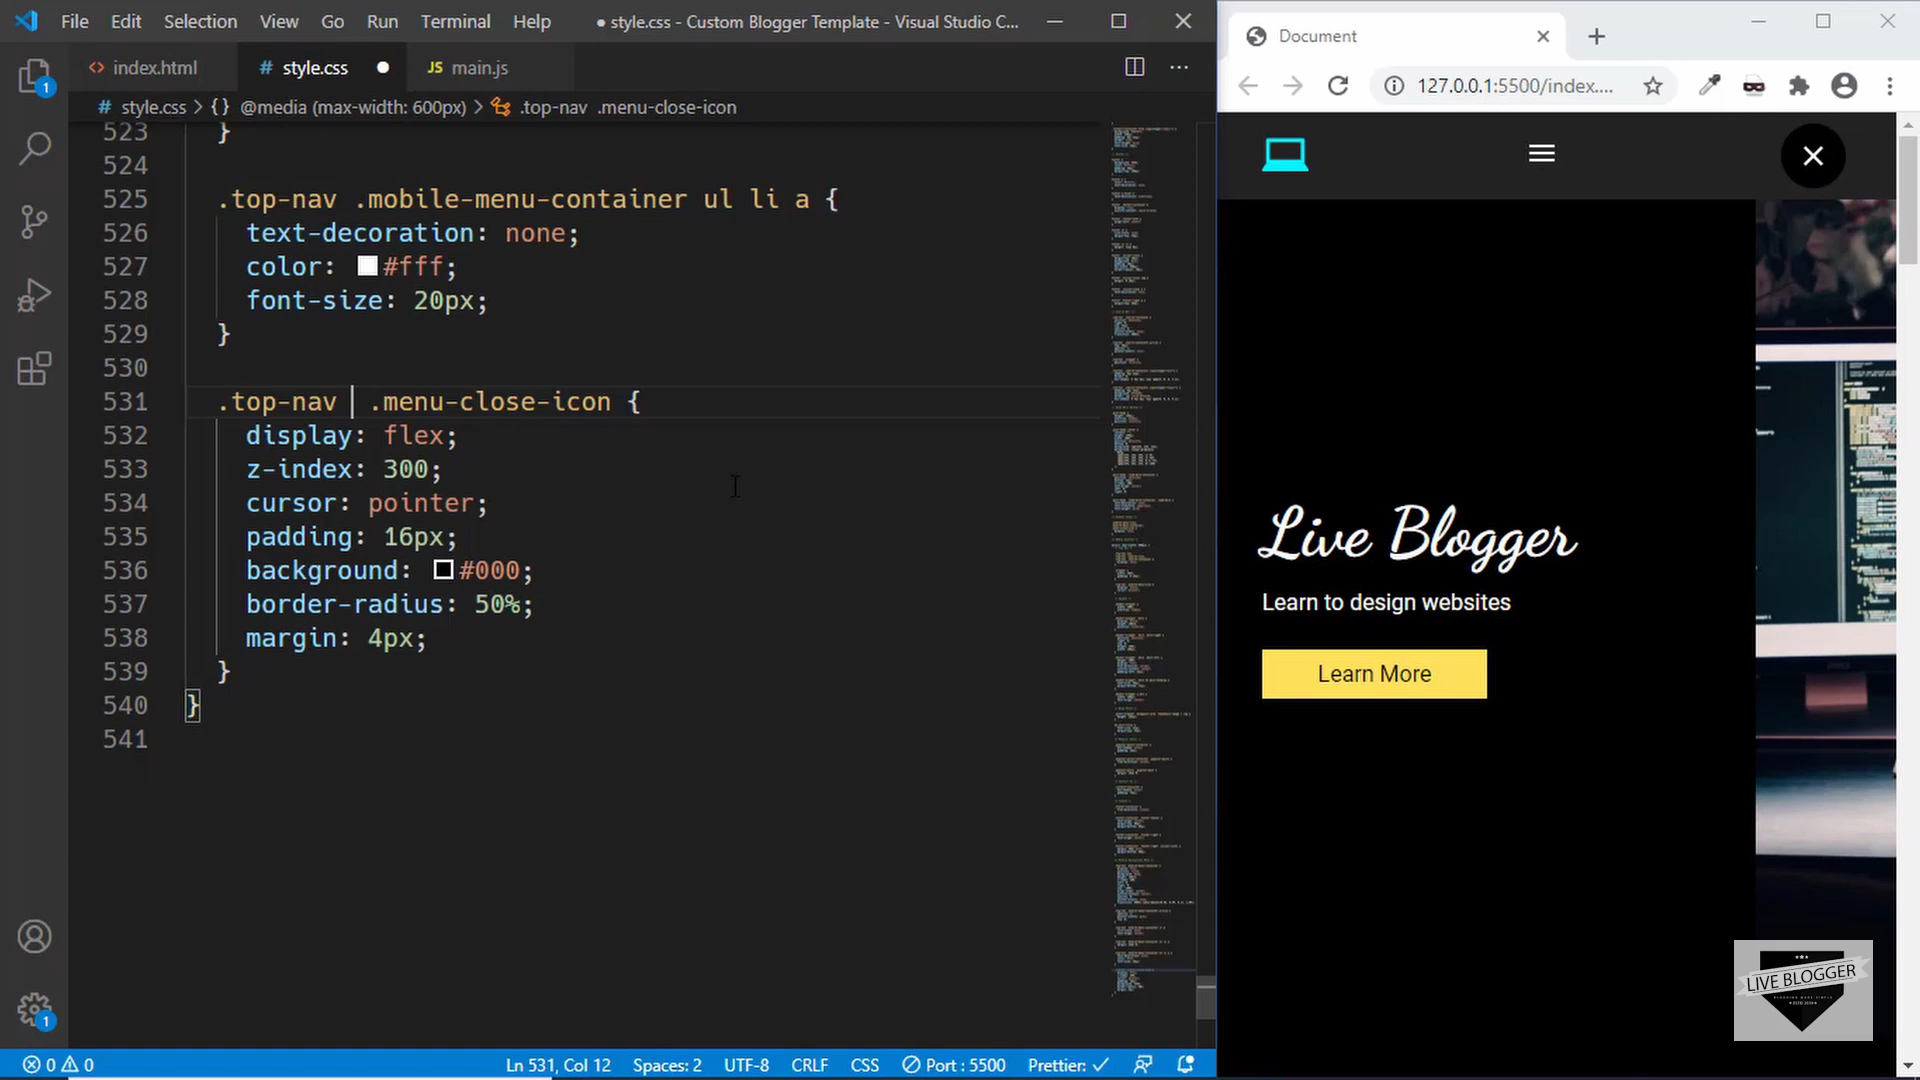 File Edit Selection View Go Run Terminal Help ● style.css - Custom Blogger Template - Visual Studio C...
<> index.html # style.css ● JS main.js
# style.css > {} @media (max-width: 600px) > .top-nav .menu-close-icon
523 }
524
525 .top-nav .mobile-menu-container ul li a {
526 text-decoration: none;
527 color: #fff;
528 font-size: 20px;
529 }
530
531 .top-nav .menu-close-icon {
532 display: flex;
533 z-index: 300;
534 cursor: pointer;
535 padding: 16px;
536 background: #000;
537 border-radius: 50%;
538 margin: 4px;
539 }
540 }
541
1
1
0 0 Ln 531, Col 12 Spaces: 2 UTF-8 CRLF CSS Port : 5500 Prettier: ✓
Document
127.0.0.1:5500/index....
Live Blogger
Learn to design websites
Learn More
LIVE BLOGGER